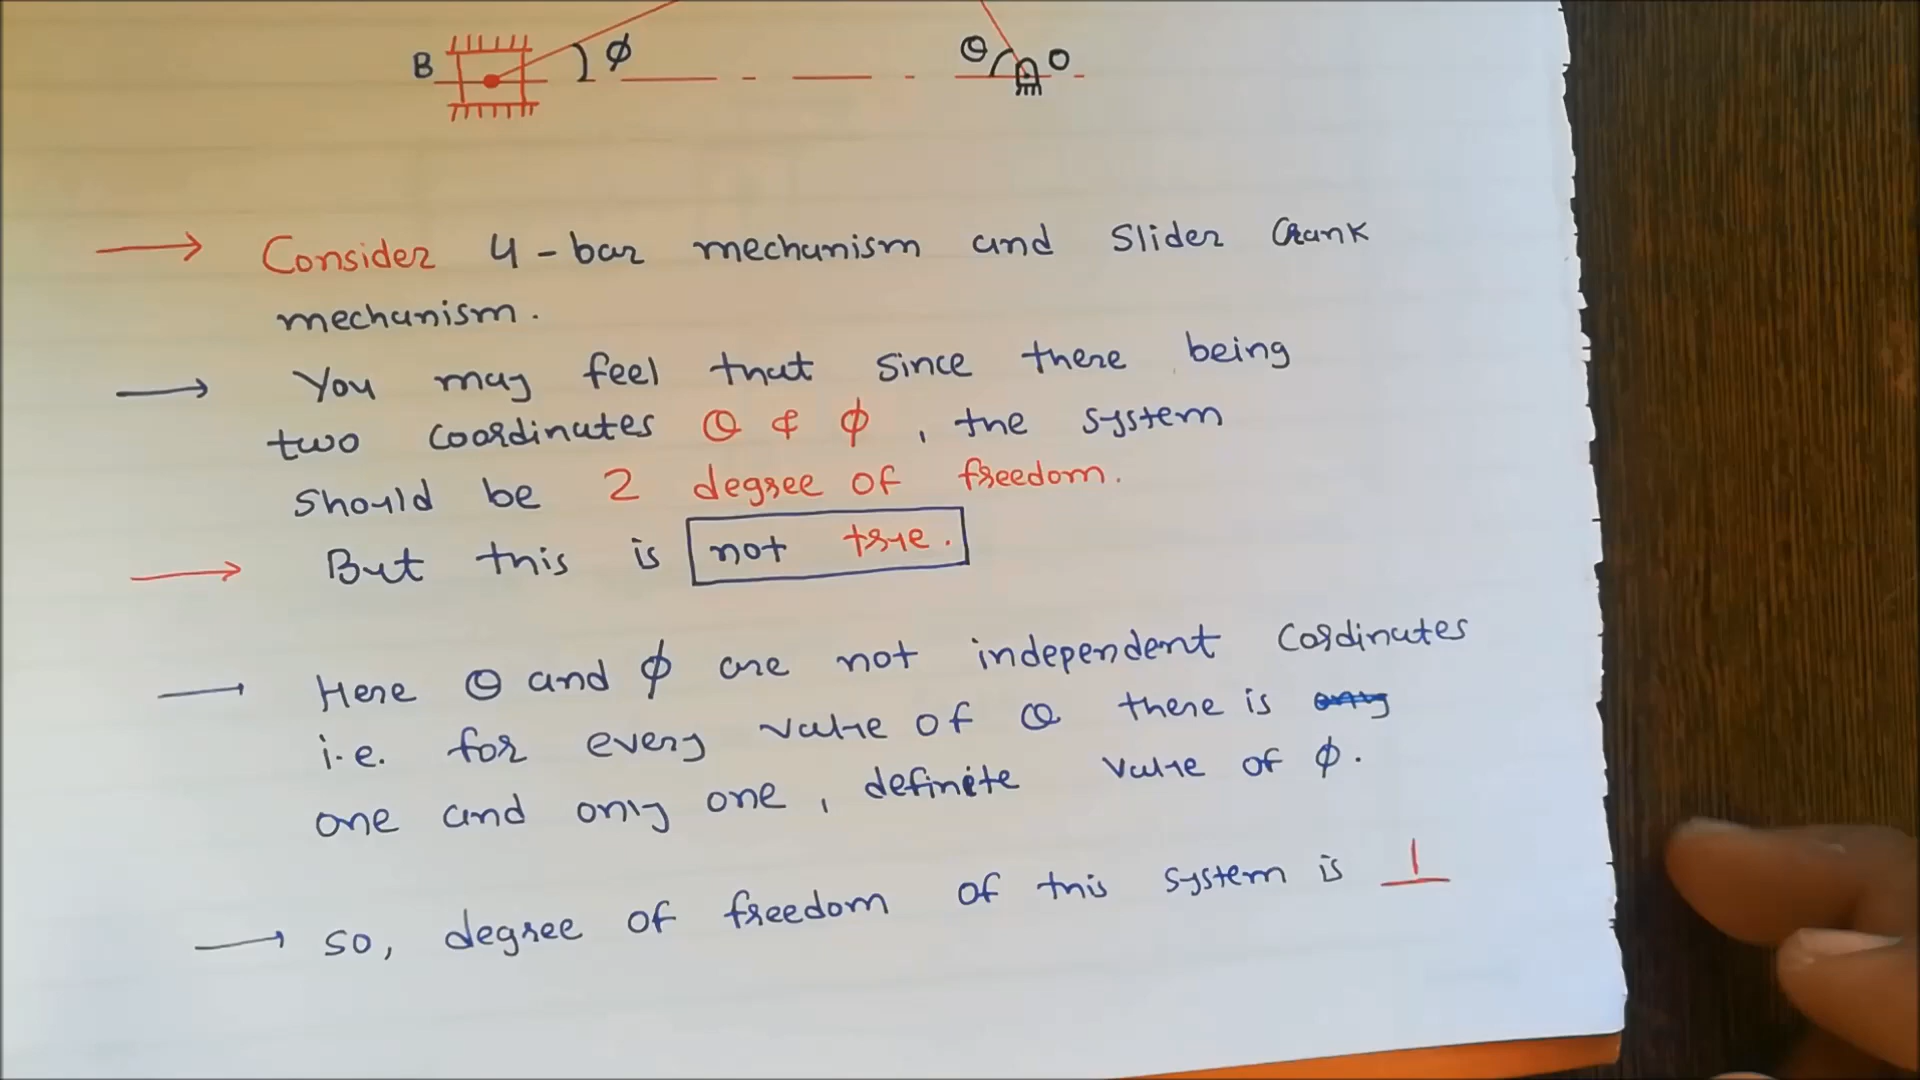 B ϕ θ O
→ Consider 4-bar mechanism and Slider Crank
mechanism.
→ You may feel that since there being
two coordinates θ & ϕ, the system
should be 2 degree of freedom.
→ But this is not true.
→ Here θ and ϕ are not independent Cordinates
i.e. for every value of θ there is
one and only one, definite value of ϕ.
→ so, degree of freedom of this system is 1